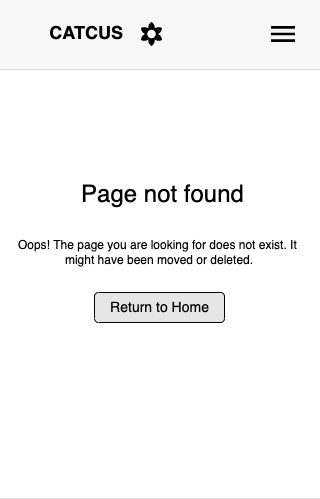 CATCUS
Page not found
Oops! The page you are looking for does not exist. It
might have been moved or deleted.
Return to Home